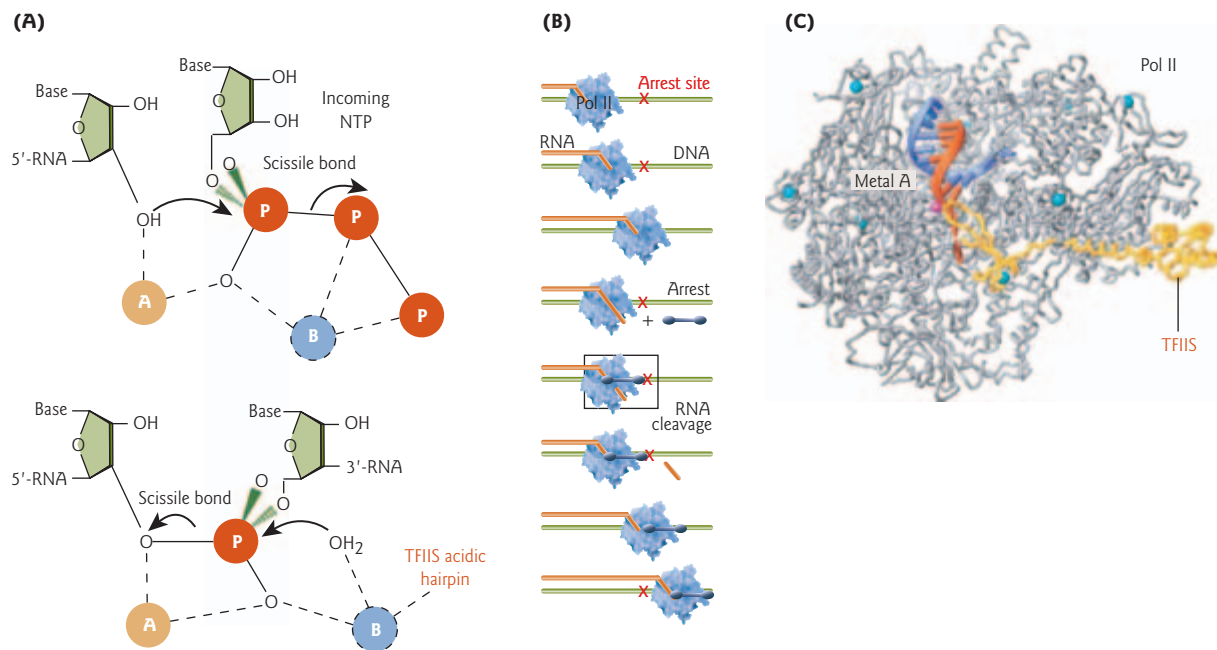 (A)
Base
OH
O
5'-RNA
OH
A
Base
OH
O
OH
O
O
Incoming
NTP
Scissile bond
P
P
P
O
B
Base
OH
O
5'-RNA
Scissile bond
O
P
O
O
Base
OH
O
3'-RNA
OH2
TFIIS acidic
hairpin
O
A
B
(B)
Arrest site
X
Pol II
RNA
DNA
X
Arrest
X
+
X
RNA
cleavage
X
X
(C)
Pol II
Metal A
TFIIS